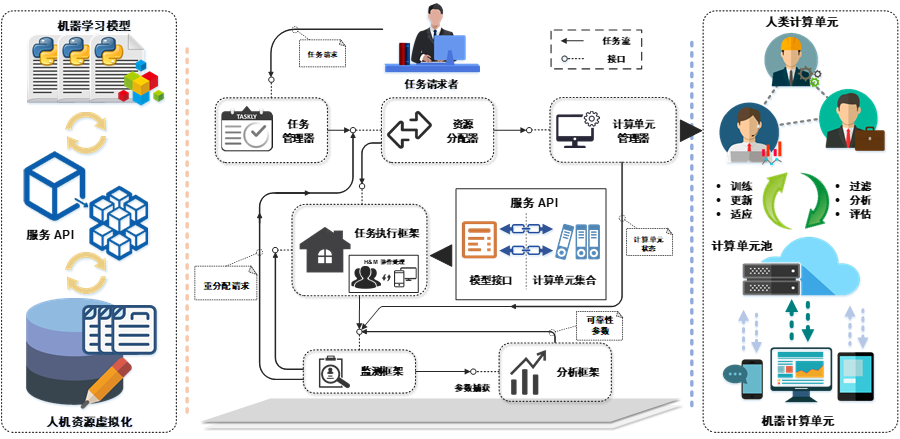 机器学习模型
服务 API
人机资源虚拟化
任务请求
任务请求者
任务流
接口
TASKLY
任务
管理器
资源
分配器
计算单元
管理器
任务执行框架
H&M 事件处理
服务 API
模型接口
计算单元集合
计算单元
状态
重分配请求
可靠性
参数
监测框架
参数捕获
分析框架
人类计算单元
• 训练
• 更新
• 适应
• 过滤
• 分析
• 评估
计算单元池
机器计算单元